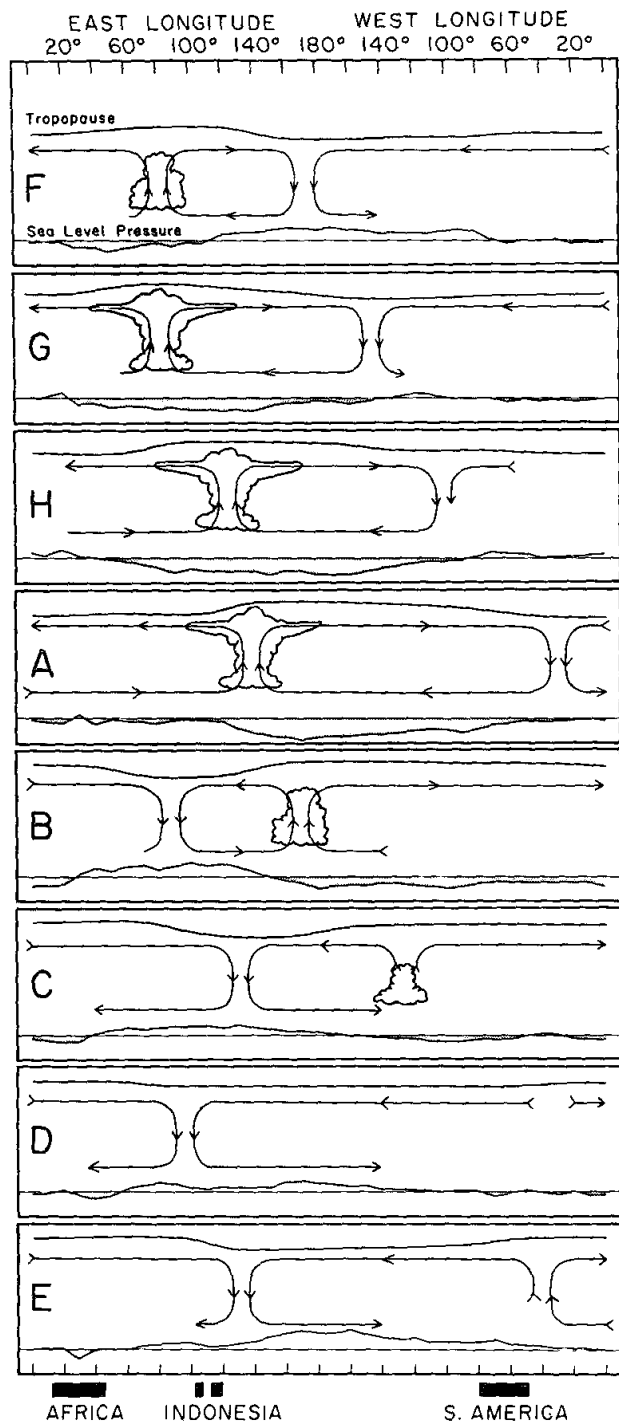 EAST LONGITUDE WEST LONGITUDE
20° 60° 100° 140° 180° 140° 100° 60° 20°
Tropopause
F
Sea Level Pressure
G
H
A
B
C
D
E
AFRICA INDONESIA S. AMERICA